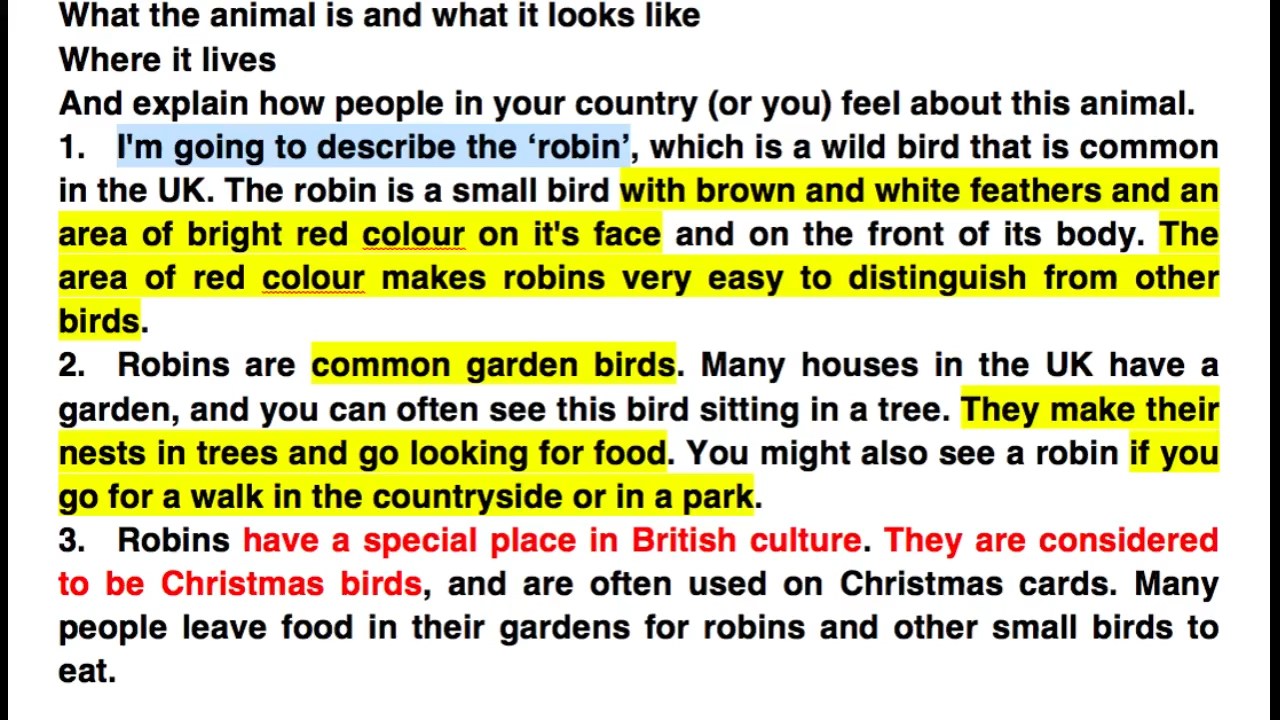 What the animal is and what it looks like
Where it lives
And explain how people in your country (or you) feel about this animal.
1. I'm going to describe the ‘robin’, which is a wild bird that is common
in the UK. The robin is a small bird with brown and white feathers and an
area of bright red colour on it's face and on the front of its body. The
area of red colour makes robins very easy to distinguish from other
birds.
2. Robins are common garden birds. Many houses in the UK have a
garden, and you can often see this bird sitting in a tree. They make their
nests in trees and go looking for food. You might also see a robin if you
go for a walk in the countryside or in a park.
3. Robins have a special place in British culture. They are considered
to be Christmas birds, and are often used on Christmas cards. Many
people leave food in their gardens for robins and other small birds to
eat.